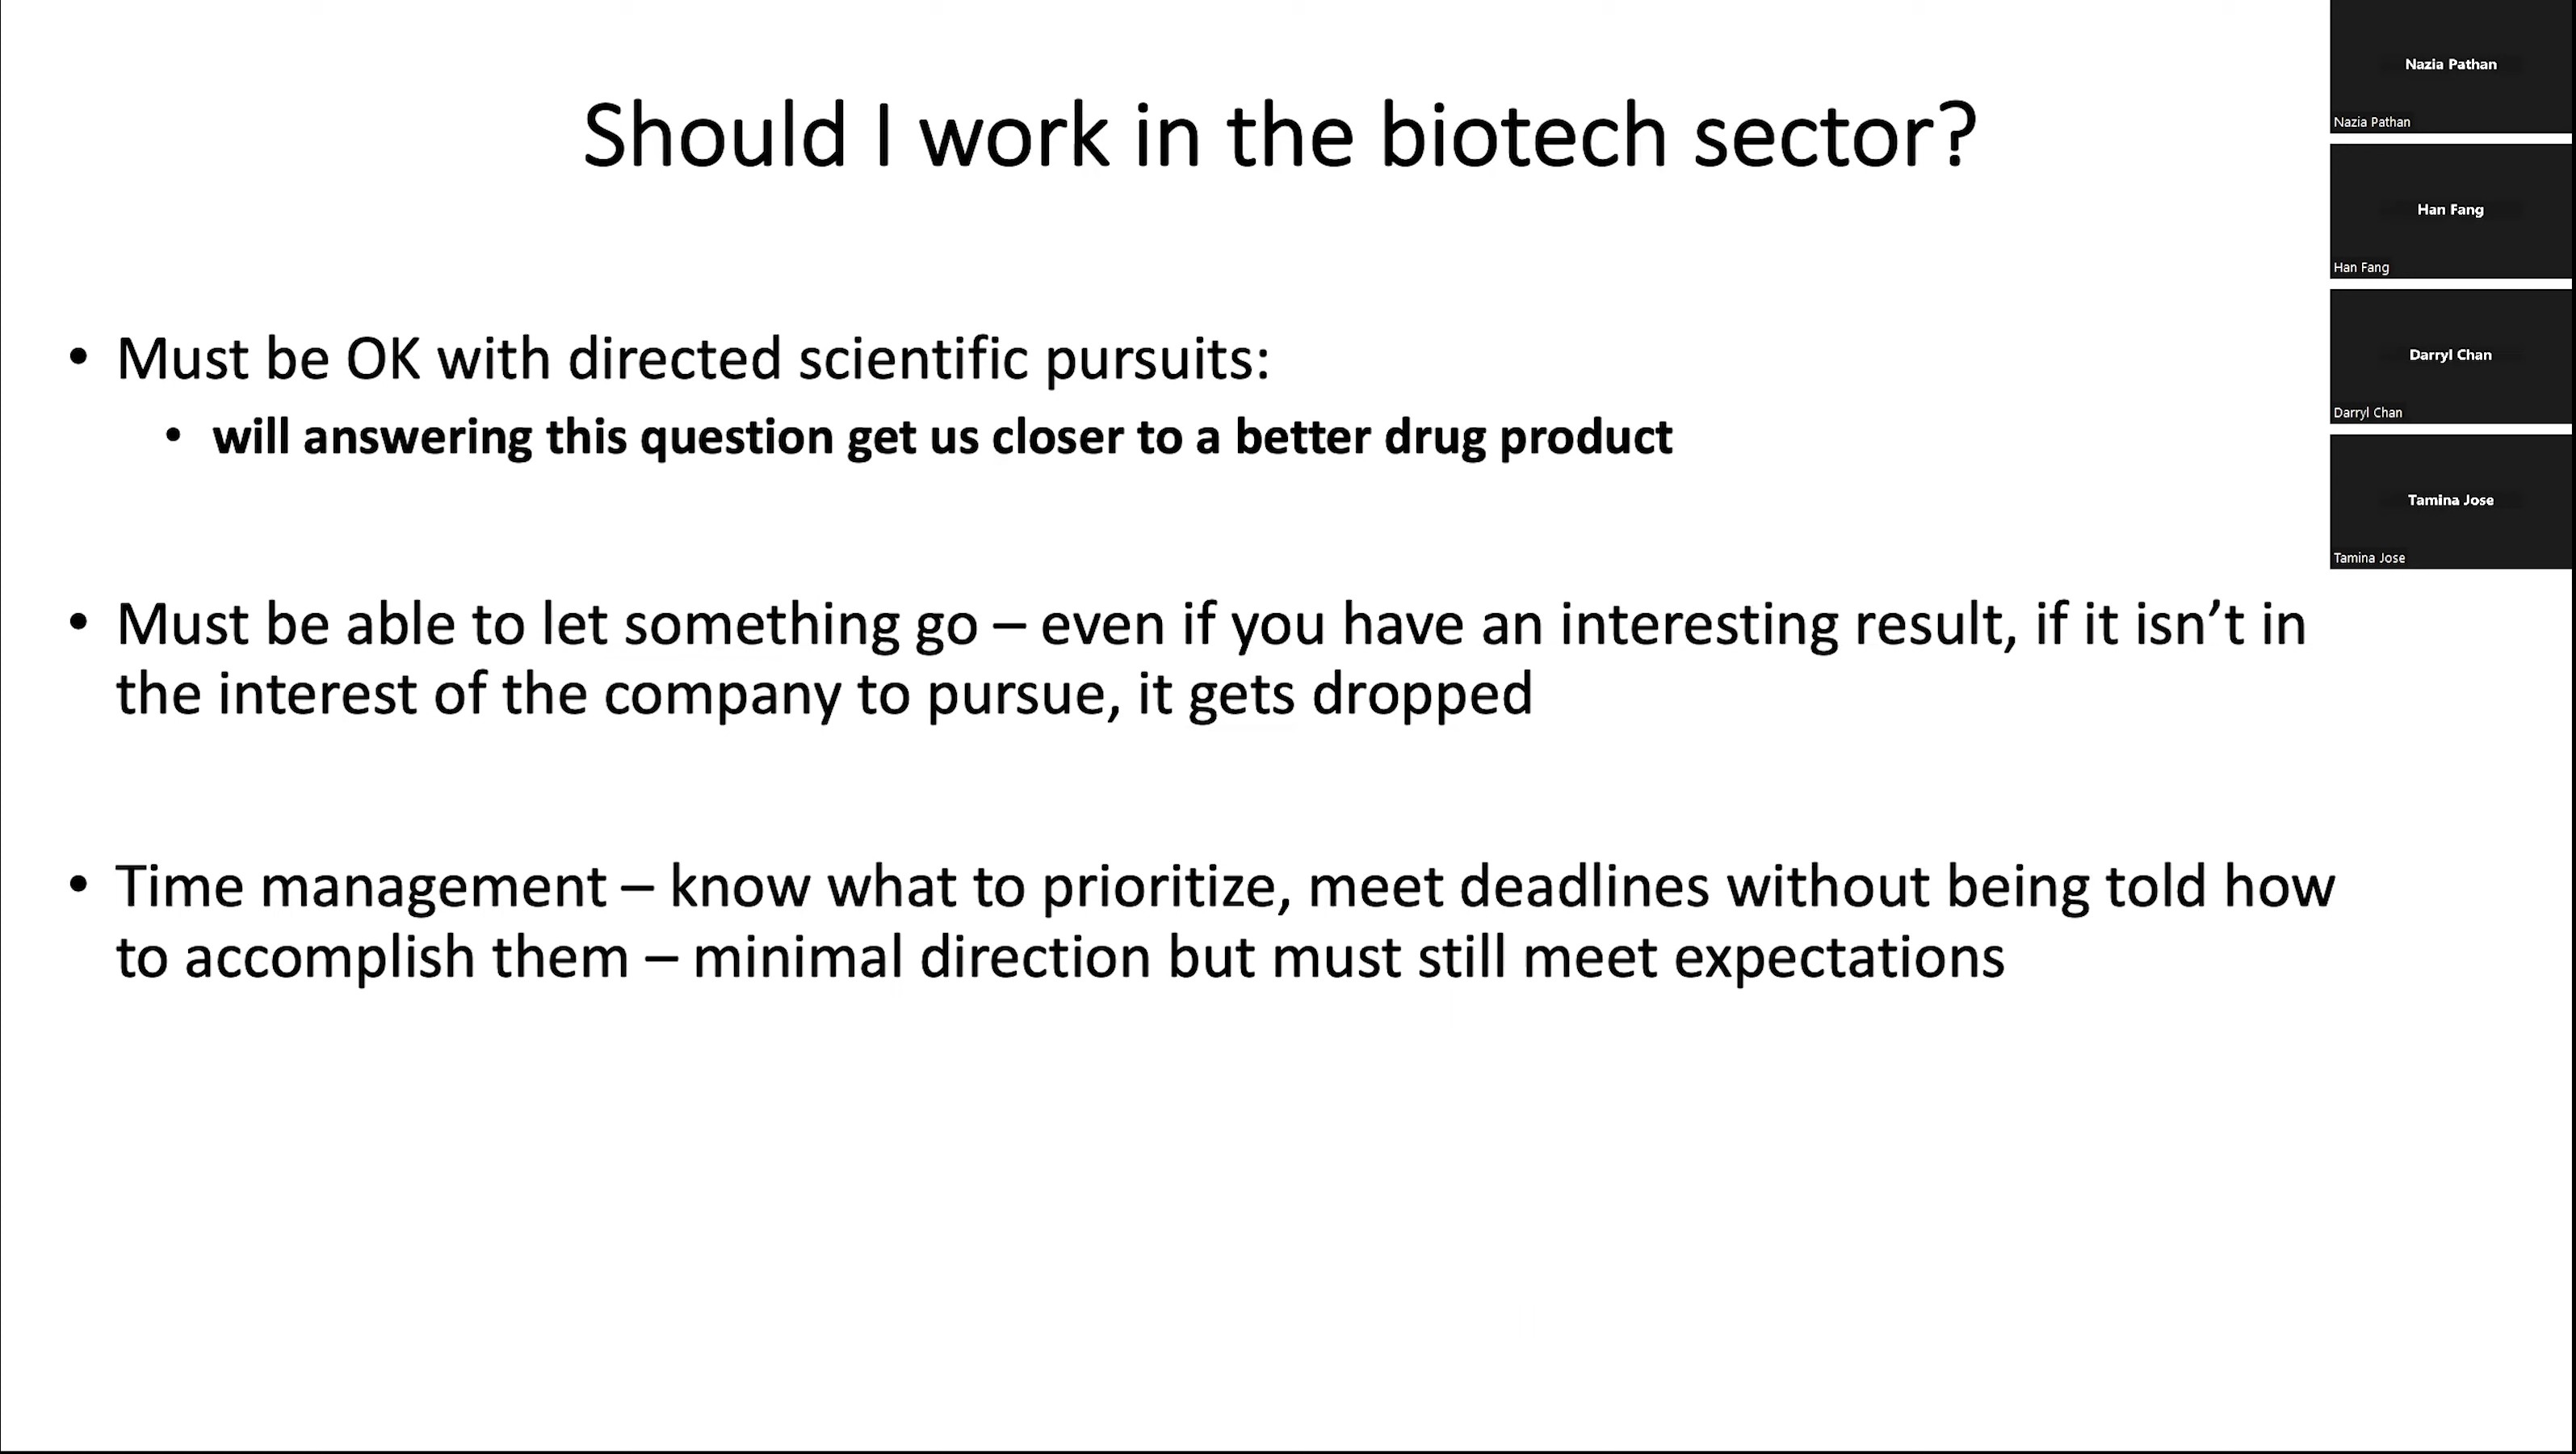 Should I work in the biotech sector?
• Must be OK with directed scientific pursuits:
• will answering this question get us closer to a better drug product
• Must be able to let something go – even if you have an interesting result, if it isn’t in
the interest of the company to pursue, it gets dropped
• Time management – know what to prioritize, meet deadlines without being told how
to accomplish them – minimal direction but must still meet expectations
Nazia Pathan
Nazia Pathan
Han Fang
Han Fang
Darryl Chan
Darryl Chan
Tamina Jose
Tamina Jose